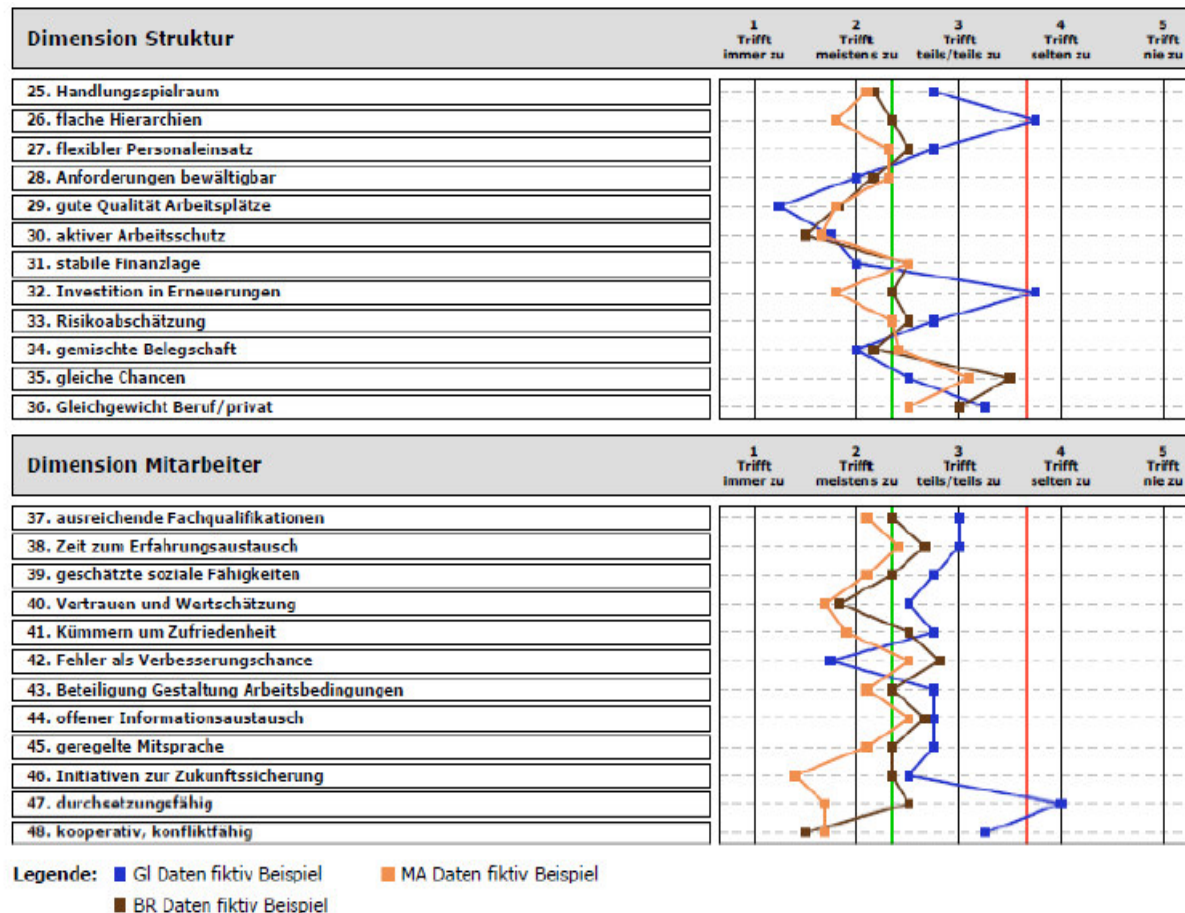 Dimension Struktur
1 2 3 4 5
Trifft Trifft Trifft Trifft Trifft
immer zu meistens zu teils/teils zu selten zu nie zu
25. Handlungsspielraum
26. flache Hierarchien
27. flexibler Personaleinsatz
28. Anforderungen bewältigbar
29. gute Qualität Arbeitsplätze
30. aktiver Arbeitsschutz
31. stabile Finanzlage
32. Investition in Erneuerungen
33. Risikoabschätzung
34. gemischte Belegschaft
35. gleiche Chancen
36. Gleichgewicht Beruf/privat
Dimension Mitarbeiter
1 2 3 4 5
Trifft Trifft Trifft Trifft Trifft
immer zu meistens zu teils/teils zu selten zu nie zu
37. ausreichende Fachqualifikationen
38. Zeit zum Erfahrungsaustausch
39. geschätzte soziale Fähigkeiten
40. Vertrauen und Wertschätzung
41. Kümmern um Zufriedenheit
42. Fehler als Verbesserungschance
43. Beteiligung Gestaltung Arbeitsbedingungen
44. offener Informationsaustausch
45. geregelte Mitsprache
46. Initiativen zur Zukunftssicherung
47. durchsetzungsfähig
48. kooperativ, konfliktfähig
Legende: Gl Daten fiktiv Beispiel MA Daten fiktiv Beispiel
BR Daten fiktiv Beispiel